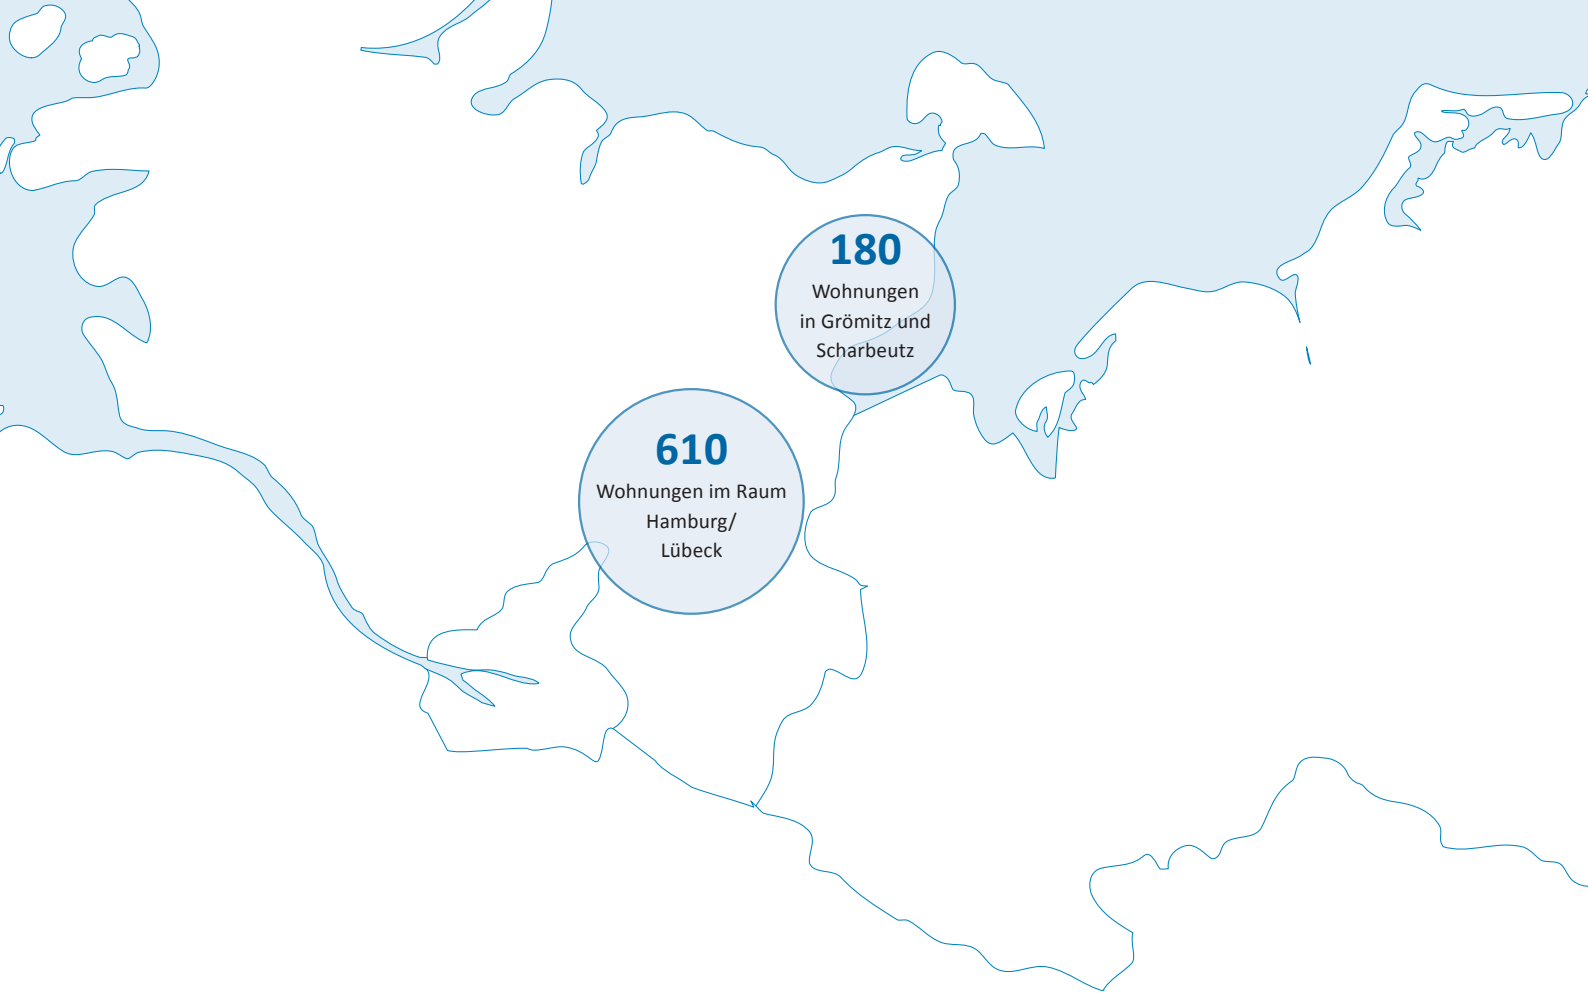 180
Wohnungen
in Grömitz und
Scharbeutz
610
Wohnungen im Raum
Hamburg/
Lübeck